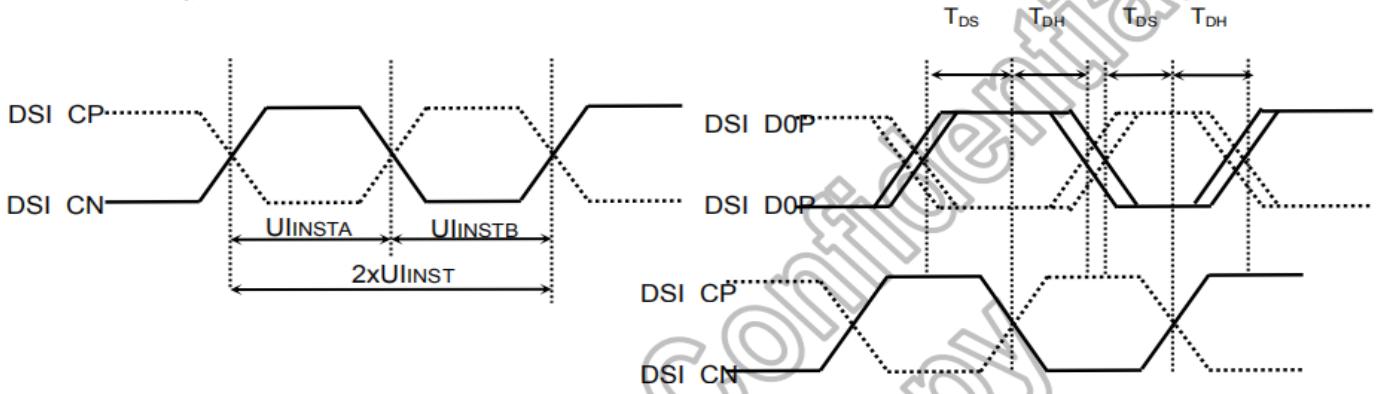 TDS TDH TDS TDH
DSI CP
DSI CN
UIINSTA UIINSTB
2xUIINST
DSI D0P
DSI D0P
DSI CP
DSI CN
Confidential